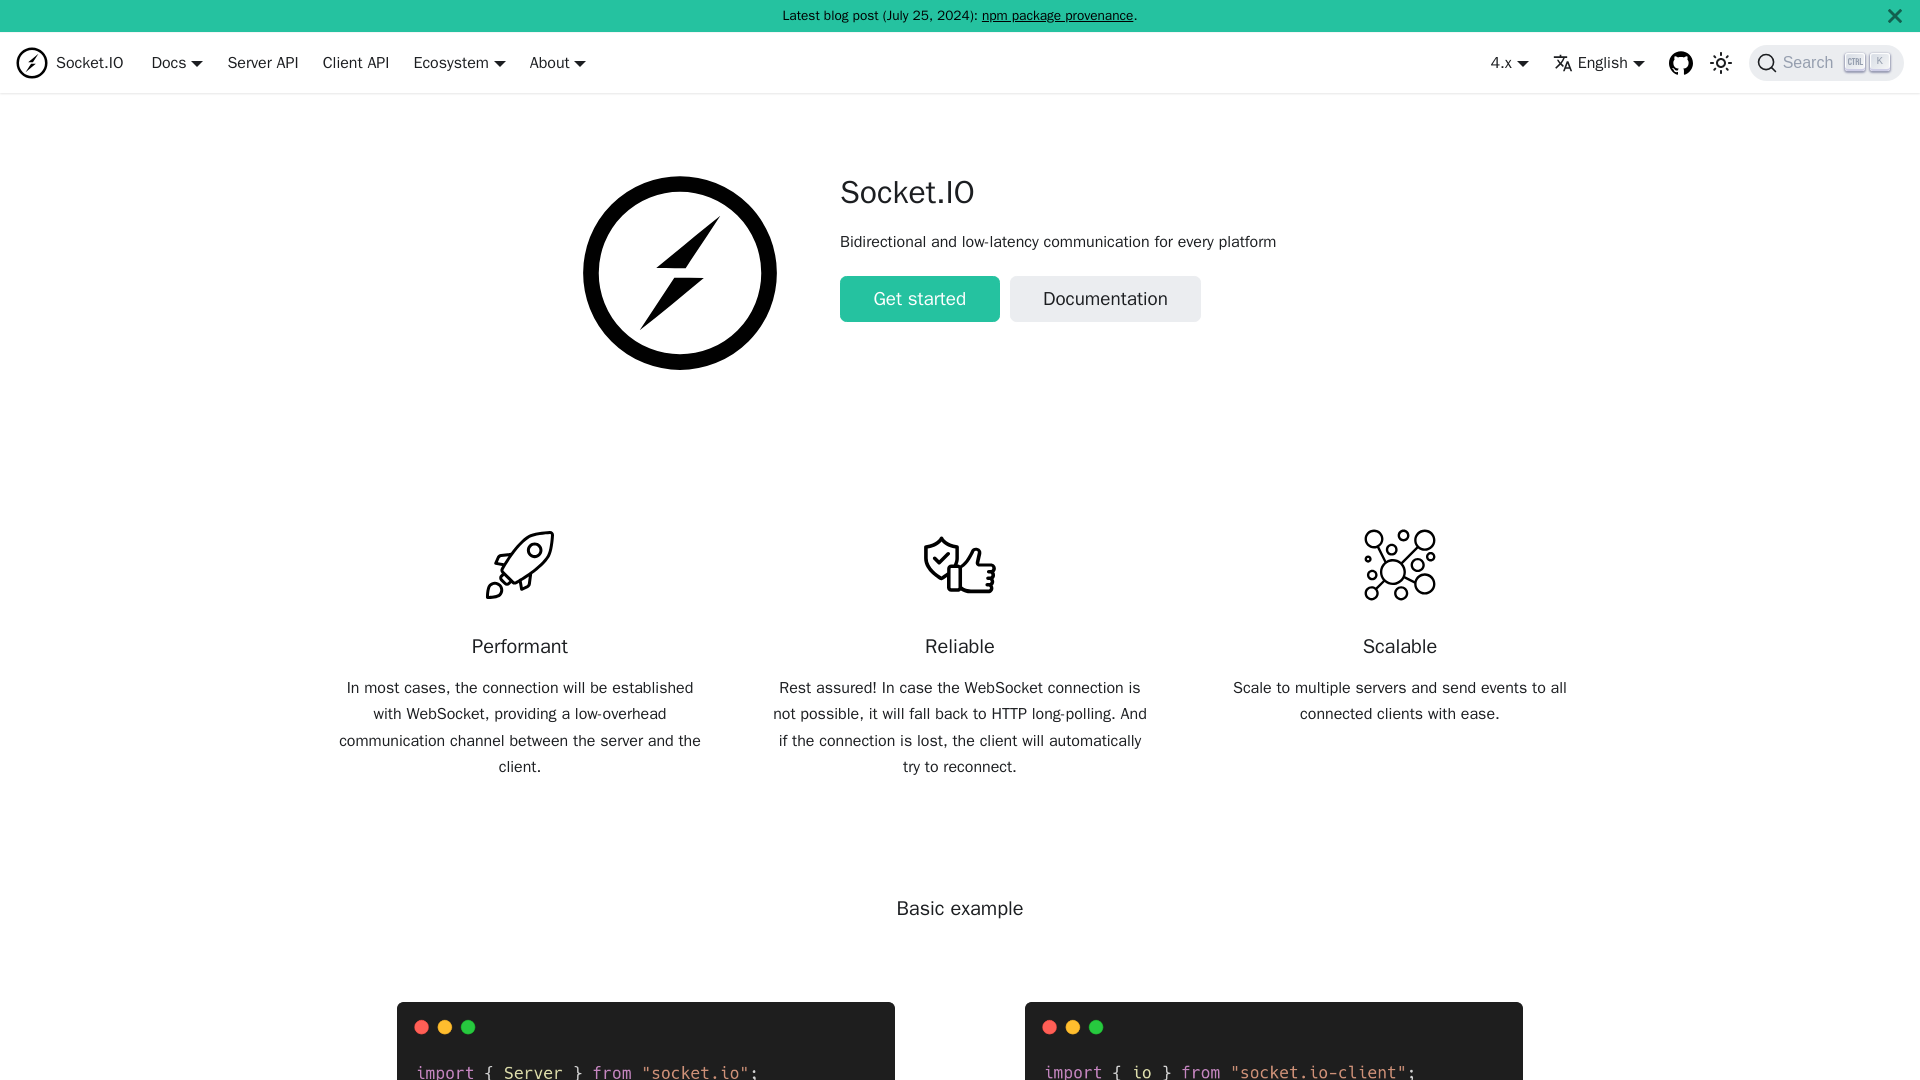 Latest blog post (July 25, 2024): npm package provenance.
Socket.IO Docs Server API Client API Ecosystem About 4.x English Search CTRL K
Socket.IO
Bidirectional and low-latency communication for every platform
Get started Documentation
Performant
In most cases, the connection will be established
with WebSocket, providing a low-overhead
communication channel between the server and the
client.
Reliable
Rest assured! In case the WebSocket connection is
not possible, it will fall back to HTTP long-polling. And
if the connection is lost, the client will automatically
try to reconnect.
Scalable
Scale to multiple servers and send events to all
connected clients with ease.
Basic example
import { Server } from "socket.io";
import { io } from "socket.io-client";